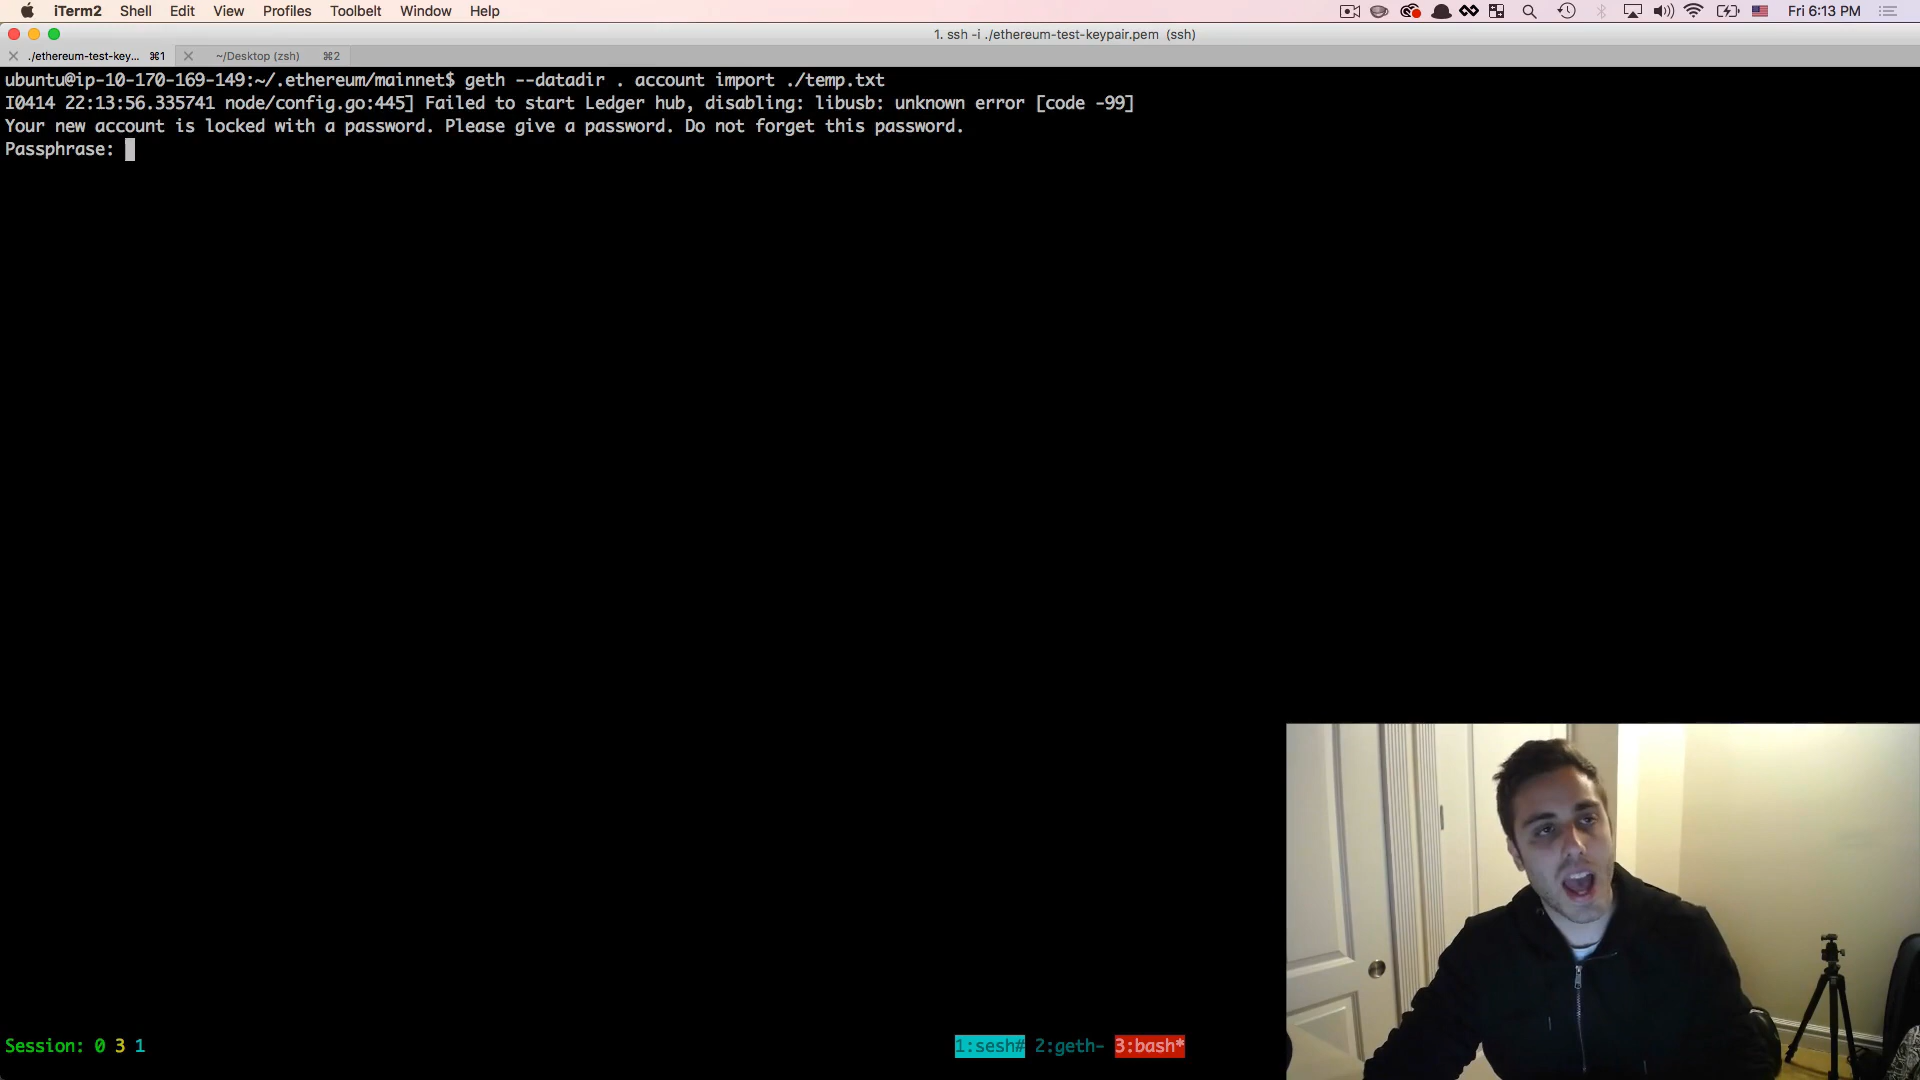 iTerm2 Shell Edit View Profiles Toolbelt Window Help Fri 6:13 PM
1. ssh -i ./ethereum-test-keypair.pem (ssh)
./ethereum-test-key... ⌘1 ~/Desktop (zsh) ⌘2
ubuntu@ip-10-170-169-149:~/.ethereum/mainnet$ geth --datadir . account import ./temp.txt
I0414 22:13:56.335741 node/config.go:445] Failed to start Ledger hub, disabling: libusb: unknown error [code -99]
Your new account is locked with a password. Please give a password. Do not forget this password.
Passphrase:
Session: 0 3 1 1:sesh# 2:geth- 3:bash*